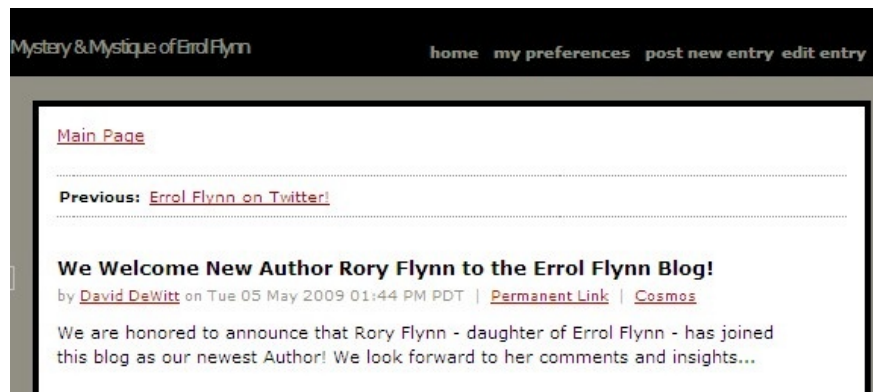 Mystery & Mystique of Errol Flynn
home my preferences post new entry edit entry
Main Page
Previous: Errol Flynn on Twitter!
We Welcome New Author Rory Flynn to the Errol Flynn Blog!
by David DeWitt on Tue 05 May 2009 01:44 PM PDT | Permanent Link | Cosmos
We are honored to announce that Rory Flynn - daughter of Errol Flynn - has joined
this blog as our newest Author! We look forward to her comments and insights...